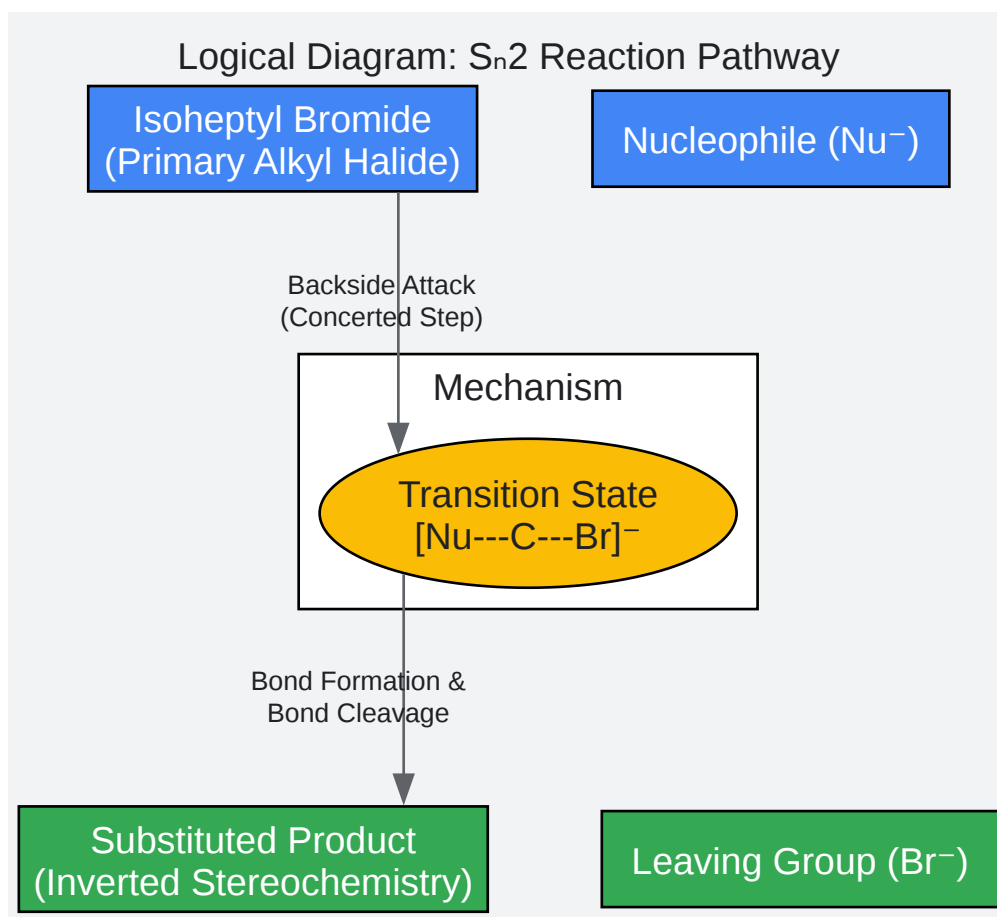 Logical Diagram: Sₙ2 Reaction Pathway
Isoheptyl Bromide
(Primary Alkyl Halide)
Nucleophile (Nu⁻)
Backside Attack
(Concerted Step)
Mechanism
Transition State
[Nu---C---Br]⁻
Bond Formation &
Bond Cleavage
Substituted Product
(Inverted Stereochemistry)
Leaving Group (Br⁻)